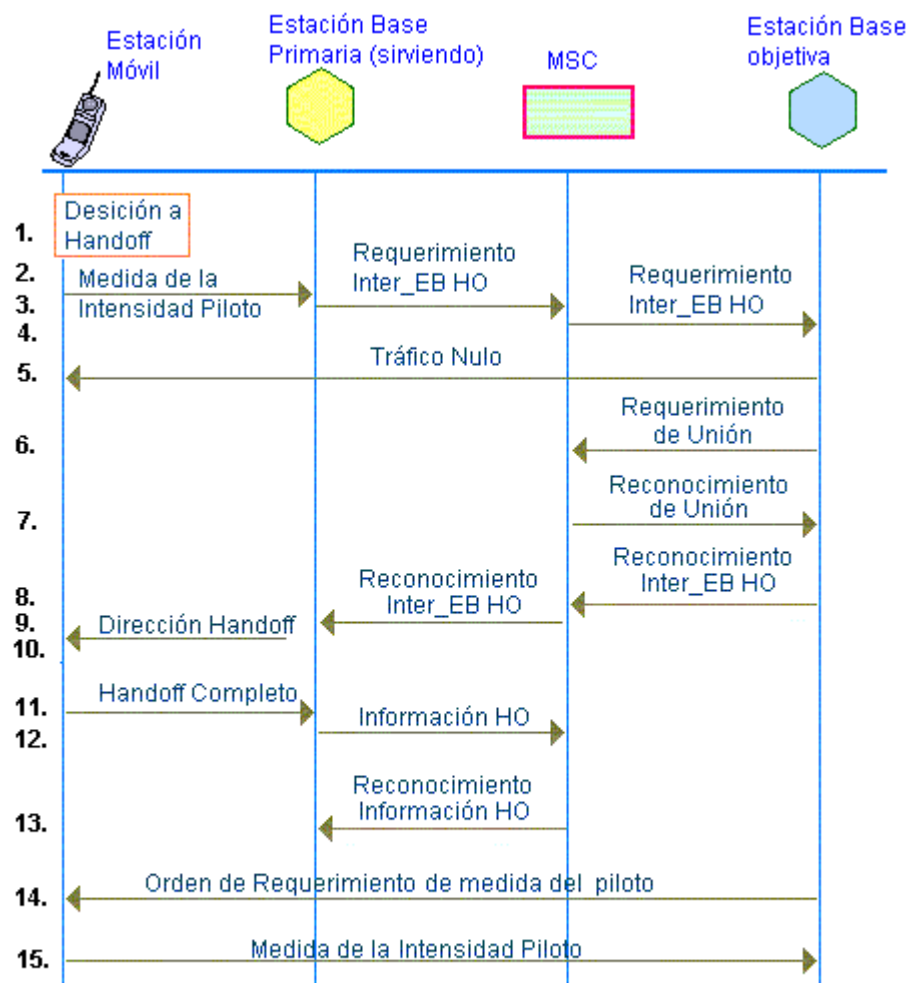 Estación
Móvil
Estación Base
Primaria (sirviendo)
MSC
Estación Base
objetiva
1.
Desición a
Handoff
2.
Medida de la
Intensidad Piloto
3.
Requerimiento
Inter_EB HO
4.
Requerimiento
Inter_EB HO
5.
Tráfico Nulo
6.
Requerimiento
de Unión
7.
Reconocimiento
de Unión
8.
Reconocimiento
Inter_EB HO
9.
Reconocimiento
Inter_EB HO
10.
Dirección Handoff
11.
Handoff Completo
12.
Información HO
13.
Reconocimiento
Información HO
14.
Orden de Requerimiento de medida del piloto
15.
Medida de la Intensidad Piloto